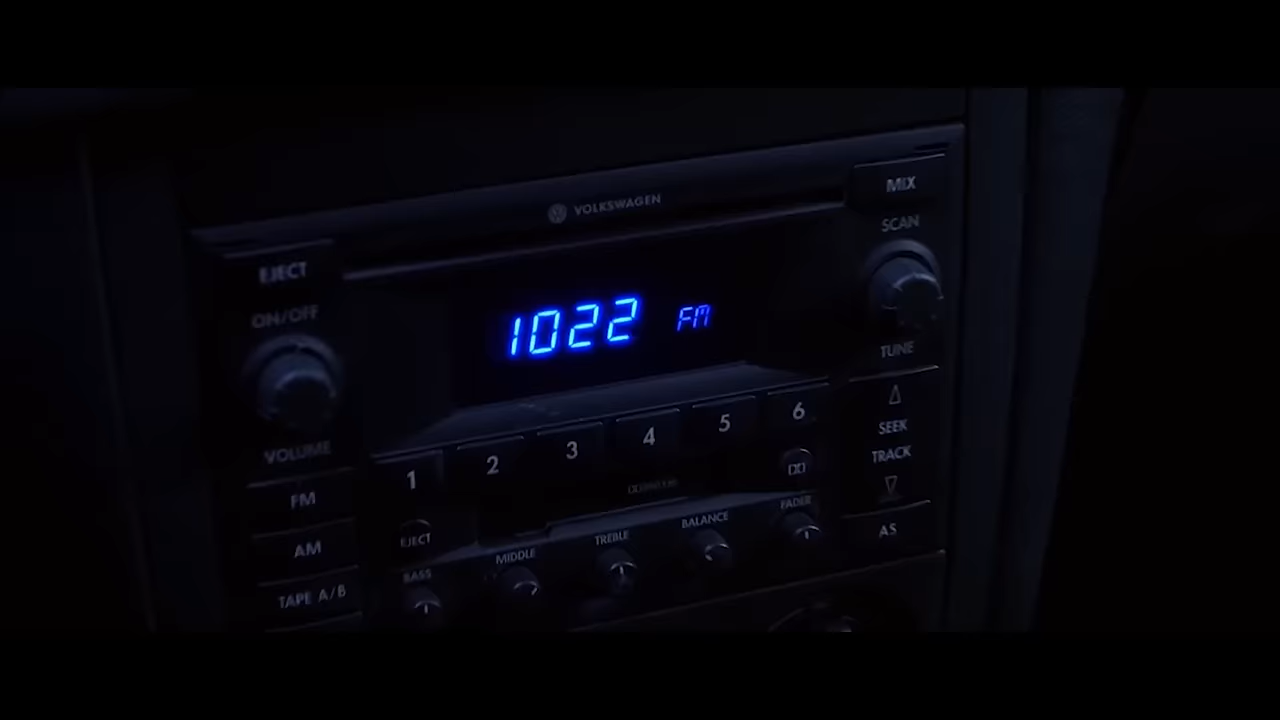 VOLKSWAGEN
MIX
SCAN
EJECT
ON/OFF
1022 FM
TUNE
VOLUME
1 2 3 4 5 6
SEEK
TRACK
FM
AS
EJECT
AM
BASS MIDDLE TREBLE BALANCE FADER
TAPE A/B